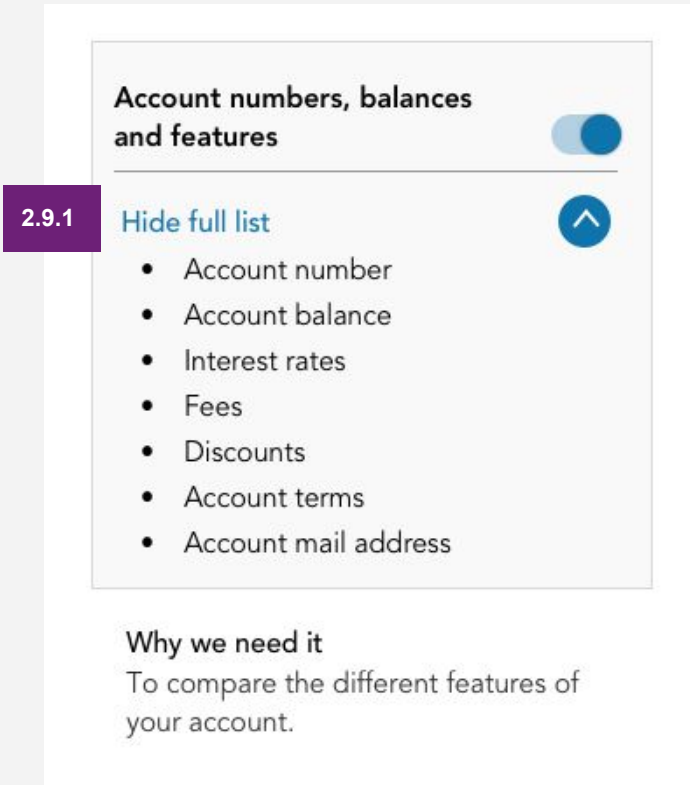 Account numbers, balances
and features
2.9.1
Hide full list
• Account number
• Account balance
• Interest rates
• Fees
• Discounts
• Account terms
• Account mail address
Why we need it
To compare the different features of
your account.